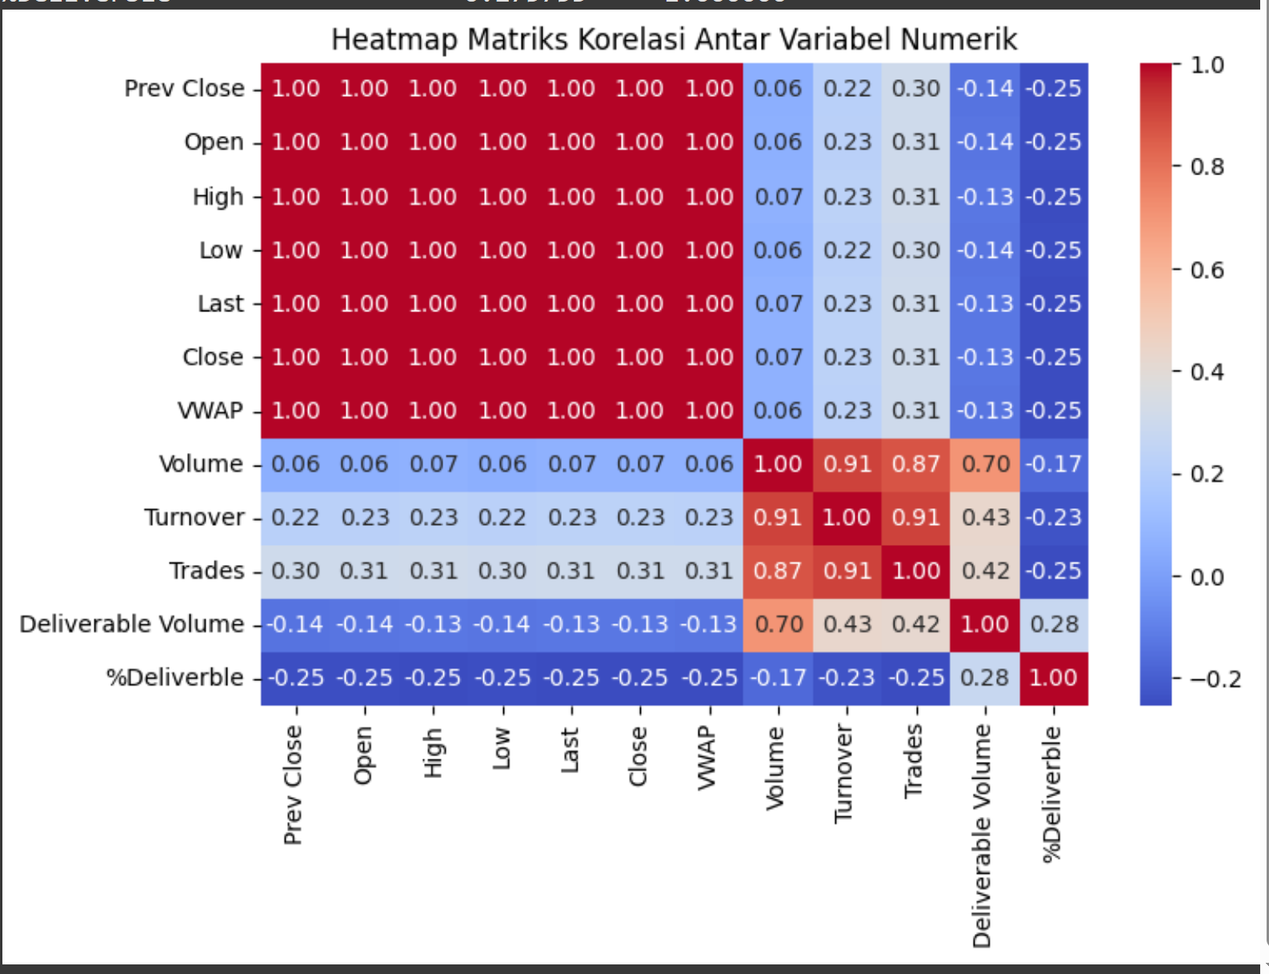 Heatmap Matriks Korelasi Antar Variabel Numerik
Prev Close 1.00 1.00 1.00 1.00 1.00 1.00 1.00 0.06 0.22 0.30 -0.14 -0.25
Open 1.00 1.00 1.00 1.00 1.00 1.00 1.00 0.06 0.23 0.31 -0.14 -0.25
High 1.00 1.00 1.00 1.00 1.00 1.00 1.00 0.07 0.23 0.31 -0.13 -0.25
Low 1.00 1.00 1.00 1.00 1.00 1.00 1.00 0.06 0.22 0.30 -0.14 -0.25
Last 1.00 1.00 1.00 1.00 1.00 1.00 1.00 0.07 0.23 0.31 -0.13 -0.25
Close 1.00 1.00 1.00 1.00 1.00 1.00 1.00 0.07 0.23 0.31 -0.13 -0.25
VWAP 1.00 1.00 1.00 1.00 1.00 1.00 1.00 0.06 0.23 0.31 -0.13 -0.25
Volume 0.06 0.06 0.07 0.06 0.07 0.07 0.06 1.00 0.91 0.87 0.70 -0.17
Turnover 0.22 0.23 0.23 0.22 0.23 0.23 0.23 0.91 1.00 0.91 0.43 -0.23
Trades 0.30 0.31 0.31 0.30 0.31 0.31 0.31 0.87 0.91 1.00 0.42 -0.25
Deliverable Volume -0.14 -0.14 -0.13 -0.14 -0.13 -0.13 -0.13 0.70 0.43 0.42 1.00 0.28
%Deliverble -0.25 -0.25 -0.25 -0.25 -0.25 -0.25 -0.25 -0.17 -0.23 -0.25 0.28 1.00
Prev Close
Open
High
Low
Last
Close
VWAP
Volume
Turnover
Trades
Deliverable Volume
%Deliverble
1.0
0.8
0.6
0.4
0.2
0.0
−0.2